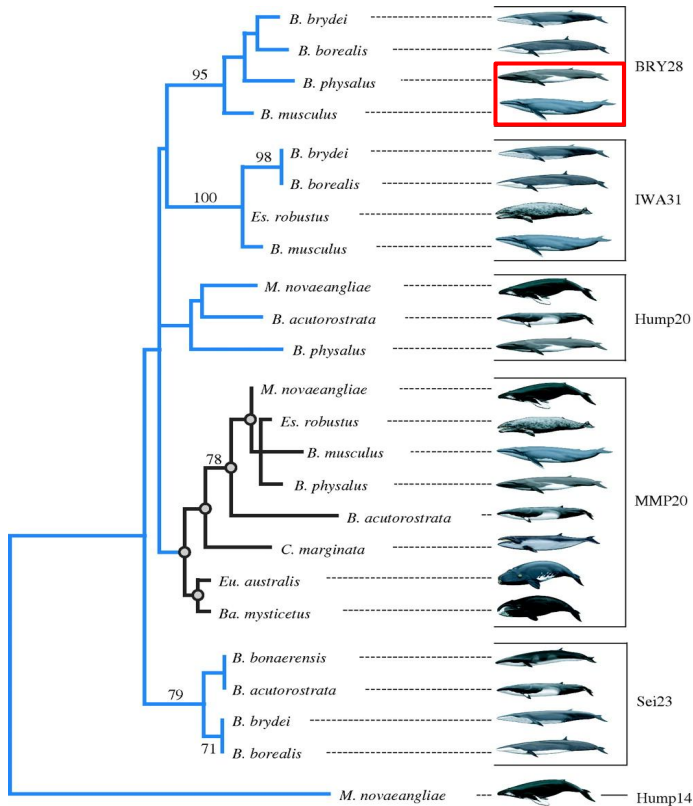 B. brydei
B. borealis
BRY28
95
B. physalus
B. musculus
98
B. brydei
B. borealis
IWA31
100
Es. robustus
B. musculus
M. novaeangliae
B. acutorostrata
Hump20
B. physalus
M. novaeangliae
Es. robustus
78
B. musculus
B. physalus
MMP20
B. acutorostrata
C. marginata
Eu. australis
Ba. mysticetus
B. bonaerensis
B. acutorostrata
79
Sei23
B. brydei
71
B. borealis
M. novaeangliae
Hump14